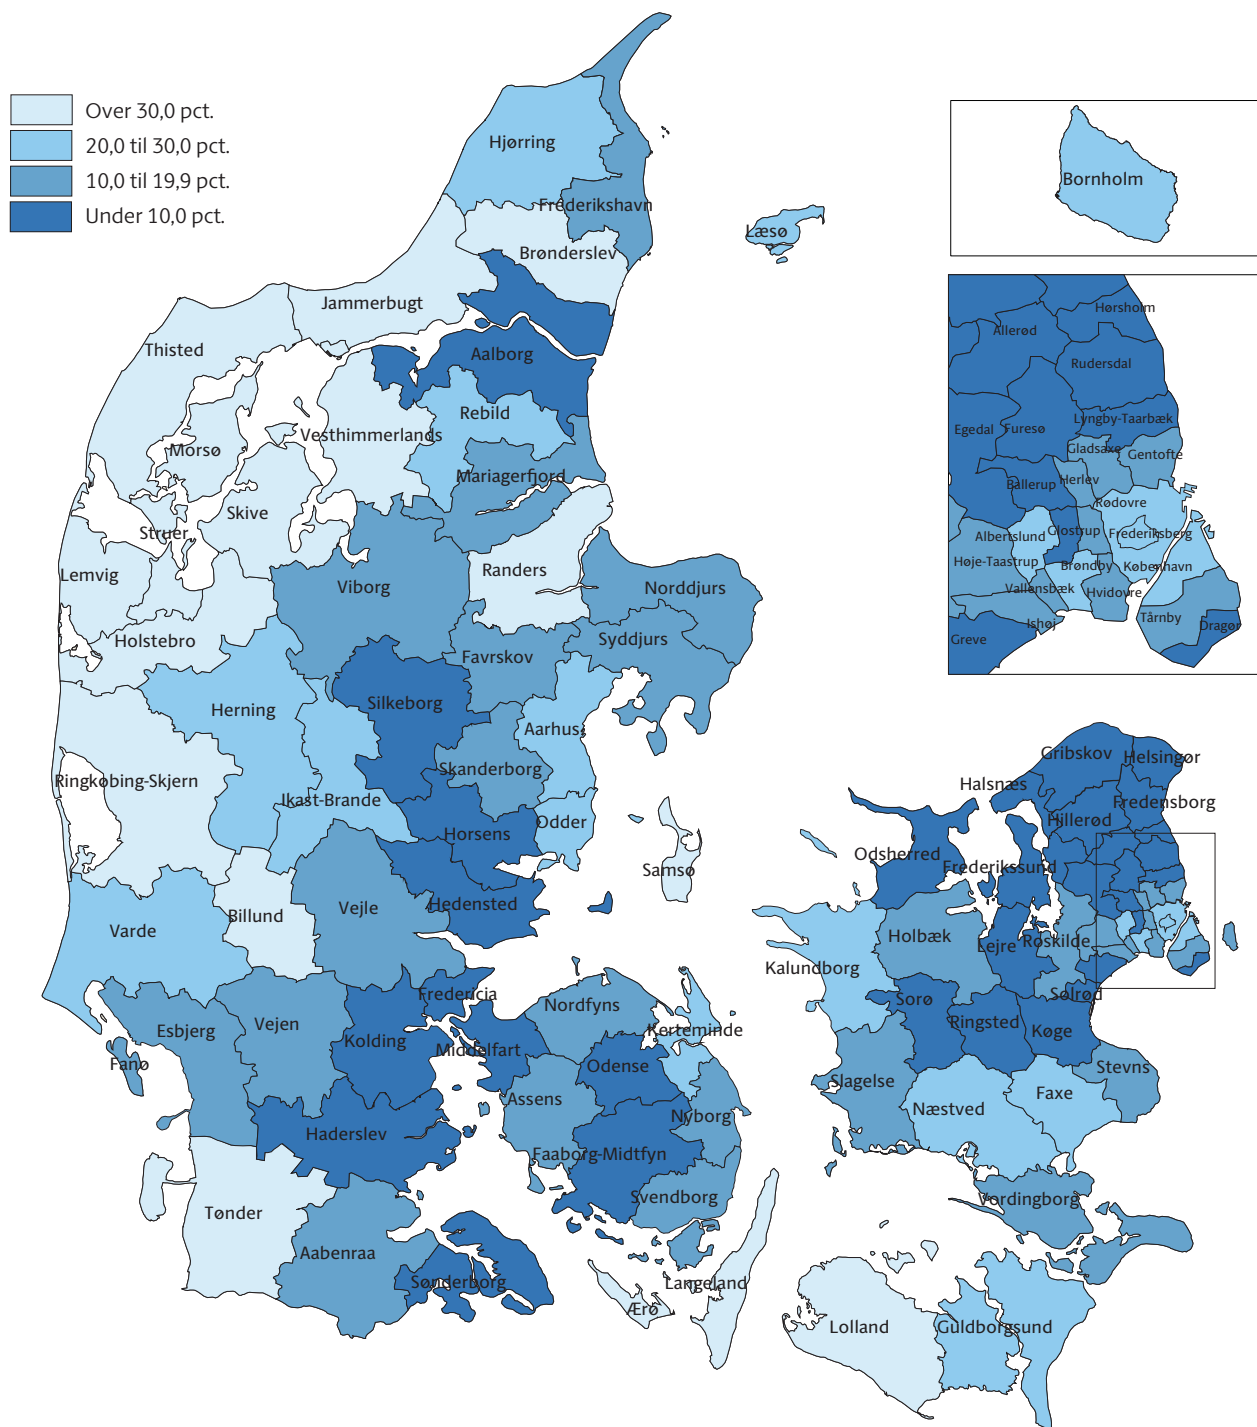 Over 30,0 pct.
20,0 til 30,0 pct.
10,0 til 19,9 pct.
Under 10,0 pct.
Hjørring
Frederikshavn
Læsø
Brønderslev
Jammerbugt
Thisted
Aalborg
Rebild
Vesthimmerlands
Morsø
Mariagerfjord
Skive
Struer
Lemvig
Randers
Viborg
Norddjurs
Holstebro
Syddjurs
Favrskov
Silkeborg
Herning
Aarhus
Skanderborg
Ringkøbing-Skjern
Ikast-Brande
Odder
Horsens
Samsø
Hedensted
Billund
Vejle
Varde
Fredericia
Nordfyns
Esbjerg
Vejen
Kerteminde
Kolding
Middelfart
Fanø
Odense
Assens
Nyborg
Haderslev
Faaborg-Midtfyn
Svendborg
Tønder
Aabenraa
Sønderborg
Langeland
Ærø
Bornholm
Hørsholm
Allerød
Rudersdal
Lyngby-Taarbæk
Egedal
Furesø
Gladsaxe
Gentofte
Ballerup
Herlev
Rødovre
Albertslund
Glostrup
Frederiksberg
Høje-Taastrup
Brøndby
København
Vallensbæk
Hvidovre
Ishøj
Tårnby
Dragør
Greve
Gribskov
Helsingør
Halsnæs
Fredensborg
Hillerød
Odsherred
Frederikssund
Holbæk
Lejre
Roskilde
Kalundborg
Solrød
Sorø
Ringsted
Køge
Stevns
Slagelse
Næstved
Faxe
Vordingborg
Lolland
Guldborgsund